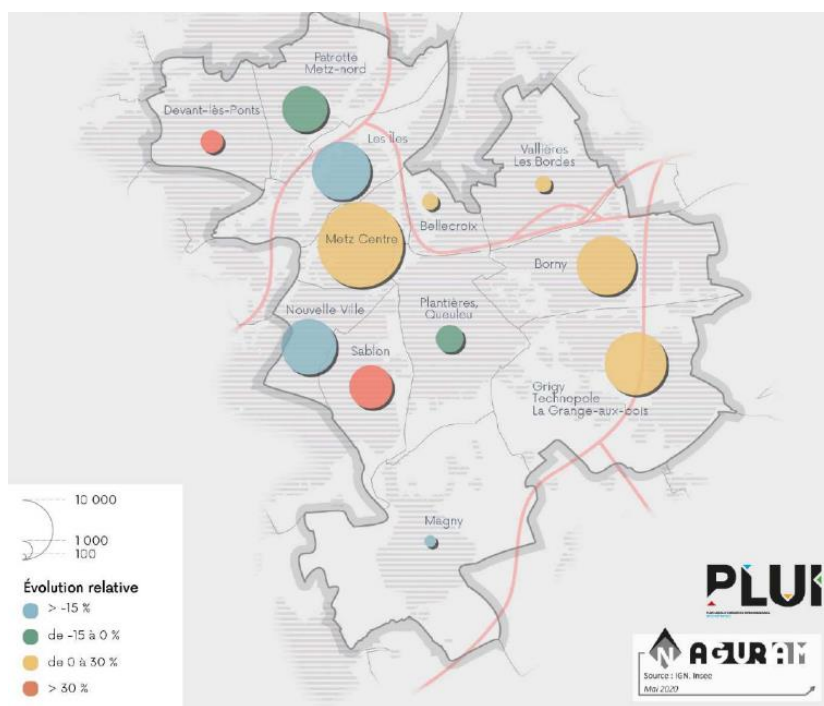 Patrotte
Metz-nord
Devant-lès-Ponts
Les îles
Vallières
Les Bordes
Bellecroix
Metz Centre
Borny
Nouvelle Ville
Plantières,
Queuleu
Sablon
Grigy
Technopole
La Grange-aux-bois
Magny
10 000
1 000
100
Évolution relative
> -15 %
de -15 à 0 %
de 0 à 30 %
> 30 %
PLUi
N AGURAM
Source : IGN, Insee
Mai 2020